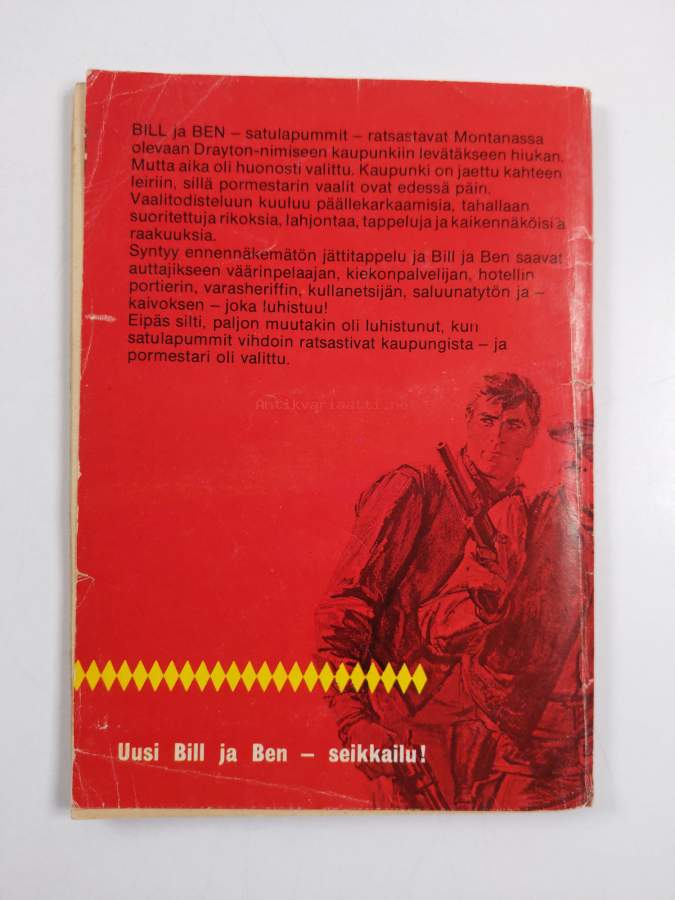 BILL ja BEN – satulapummit – ratsastavat Montanassa
olevaan Drayton-nimiseen kaupunkiin levätäkseen hiukan.
Mutta aika oli huonosti valittu. Kaupunki on jaettu kahteen
leiriin, sillä pormestarin vaalit ovat edessä päin.
Vaalitodisteluun kuuluu päällekarkaamisia, tahallaan
suoritettuja rikoksia, lahjontaa, tappeluja ja kaikennäköisiä
raakuuksia.
Syntyy ennennäkemätön jättitappelu ja Bill ja Ben saavat
auttajikseen väärinpelaajan, kiekonpalvelijan, hotellin
portierin, varasheriffin, kullanetsijän, saluunatytön ja –
kaivoksen – joka luhistuu!
Eipäs silti, paljon muutakin oli luhistunut, kun
satulapummit vihdoin ratsastivat kaupungista – ja
pormestari oli valittu.
Antikvariaatti.net
Uusi Bill ja Ben – seikkailu!